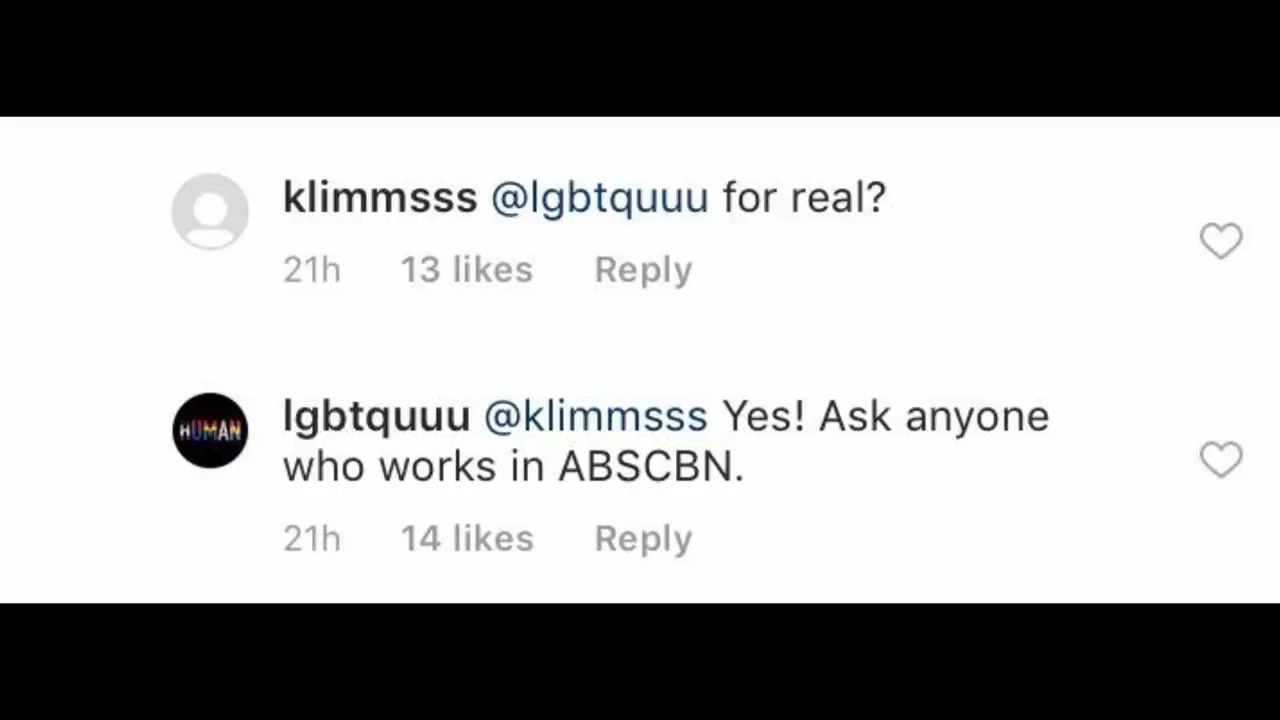 klimmsss @lgbtquuu for real?
21h 13 likes Reply
HUMAN lgbtquuu @klimmsss Yes! Ask anyone
who works in ABSCBN.
21h 14 likes Reply